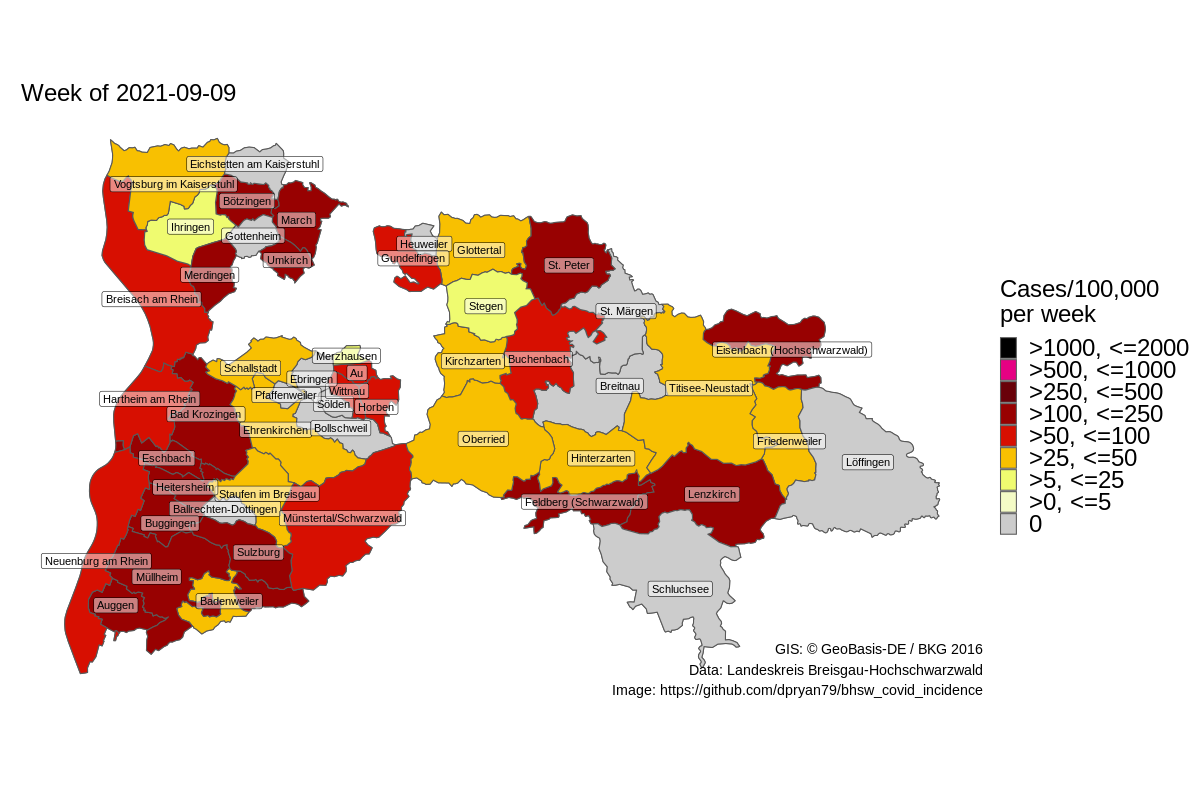 Week of 2021-09-09
Eichstetten am Kaiserstuhl
Vogtsburg im Kaiserstuhl
Bötzingen
March
Ihringen
Gottenheim
Umkirch
Merdingen
Breisach am Rhein
Heuweiler
Gundelfingen
Glottertal
St. Peter
Stegen
St. Märgen
Eisenbach (Hochschwarzwald)
Kirchzarten
Buchenbach
Breitnau
Titisee-Neustadt
Merzhausen
Schallstadt
Ebringen
Au
Wittnau
Pfaffenweiler
Sölden
Horben
Hartheim am Rhein
Bad Krozingen
Ehrenkirchen
Bollschweil
Oberried
Hinterzarten
Friedenweiler
Löffingen
Eschbach
Heitersheim
Staufen im Breisgau
Ballrechten-Dottingen
Münstertal/Schwarzwald
Buggingen
Feldberg (Schwarzwald)
Lenzkirch
Sulzburg
Neuenburg am Rhein
Müllheim
Badenweiler
Auggen
Schluchsee
Cases/100,000
per week
>1000, <=2000
>500, <=1000
>250, <=500
>100, <=250
>50, <=100
>25, <=50
>5, <=25
>0, <=5
0
GIS: © GeoBasis-DE / BKG 2016
Data: Landeskreis Breisgau-Hochschwarzwald
Image: https://github.com/dpryan79/bhsw_covid_incidence